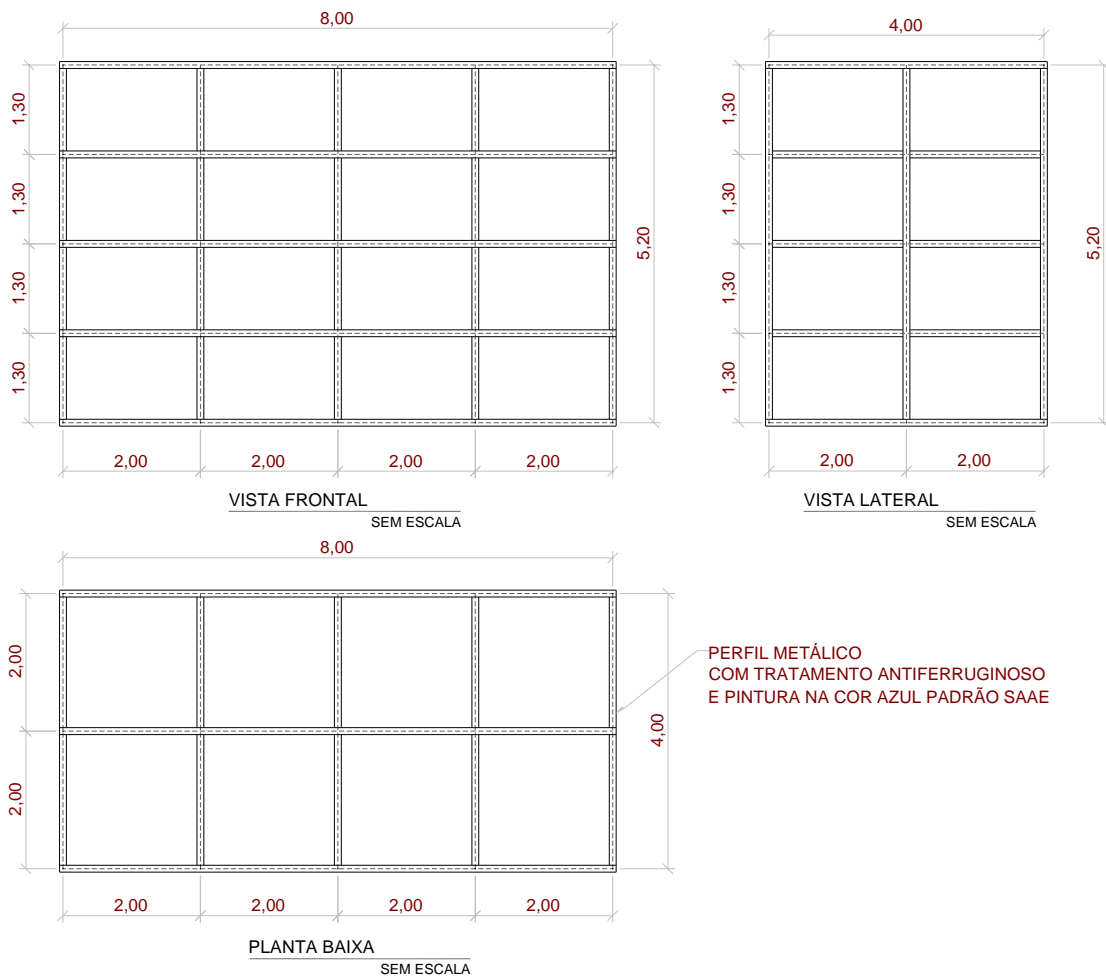 8,00
1,30
1,30
1,30
1,30
5,20
2,00
2,00
2,00
2,00
VISTA FRONTAL
SEM ESCALA
4,00
1,30
1,30
1,30
1,30
5,20
2,00
2,00
VISTA LATERAL
SEM ESCALA
8,00
2,00
2,00
4,00
PERFIL METÁLICO
COM TRATAMENTO ANTIFERRUGINOSO
E PINTURA NA COR AZUL PADRÃO SAAE
2,00
2,00
2,00
2,00
PLANTA BAIXA
SEM ESCALA